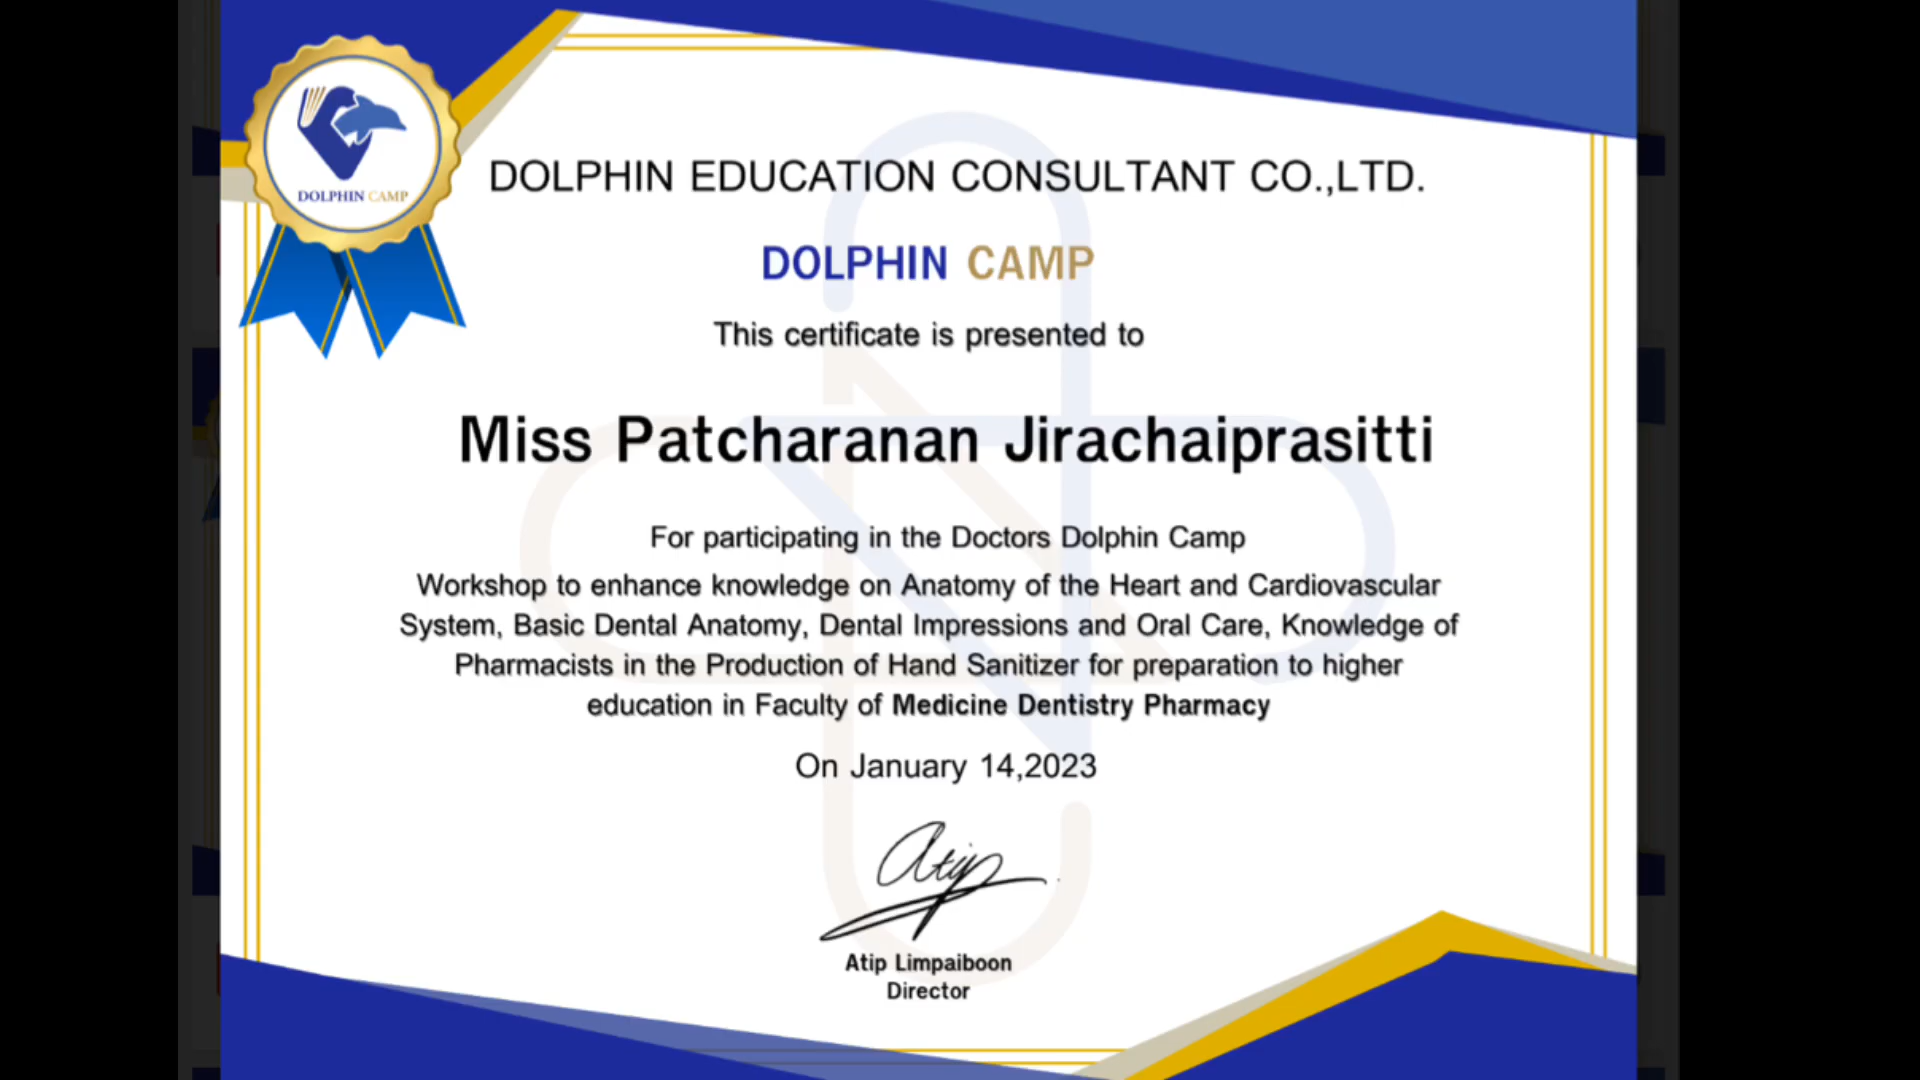 DOLPHIN CAMP
DOLPHIN EDUCATION CONSULTANT CO.,LTD.
DOLPHIN CAMP
This certificate is presented to
Miss Patcharanan Jirachaiprasitti
For participating in the Doctors Dolphin Camp
Workshop to enhance knowledge on Anatomy of the Heart and Cardiovascular
System, Basic Dental Anatomy, Dental Impressions and Oral Care, Knowledge of
Pharmacists in the Production of Hand Sanitizer for preparation to higher
education in Faculty of Medicine Dentistry Pharmacy
On January 14,2023
Atip
Atip Limpaiboon
Director